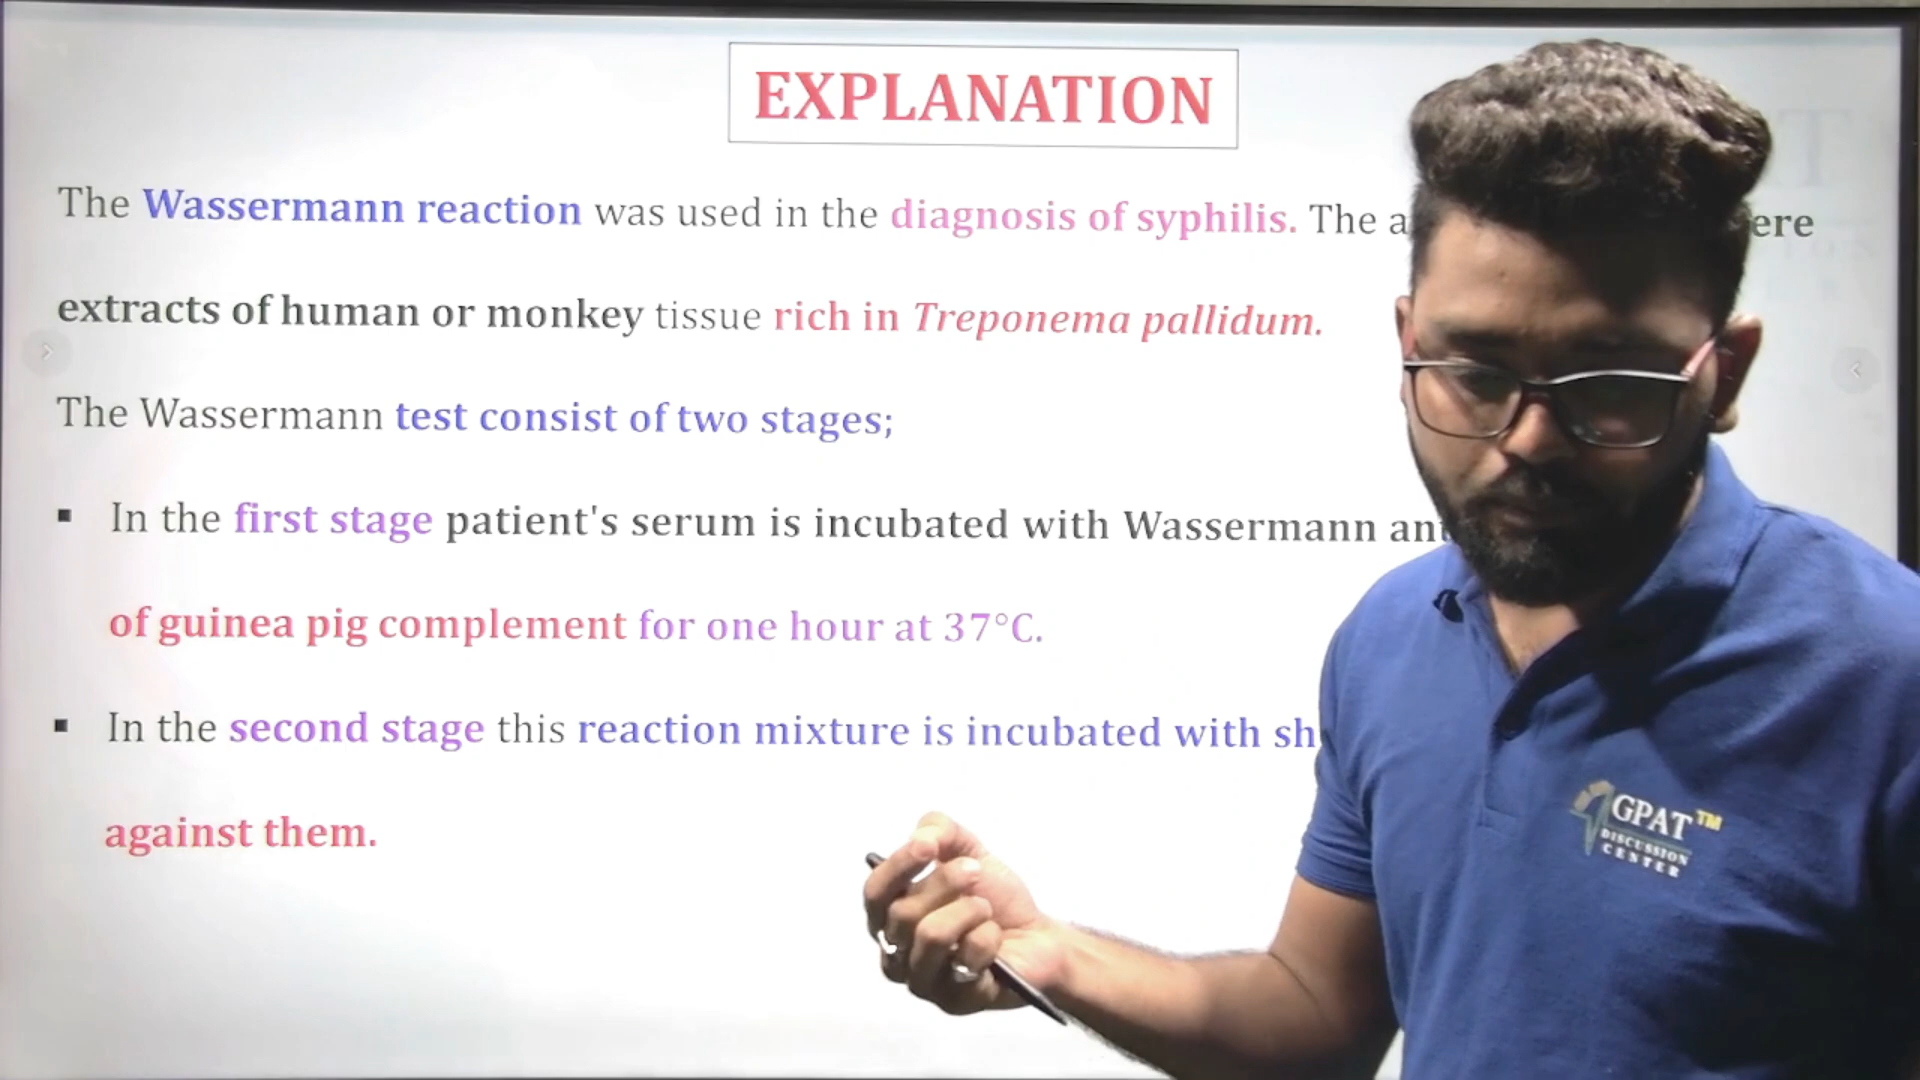 EXPLANATION
The Wassermann reaction was used in the diagnosis of syphilis. The
extracts of human or monkey tissue rich in Treponema pallidum.
The Wassermann test consist of two stages;
▪ In the first stage patient's serum is incubated with Wassermann
of guinea pig complement for one hour at 37°C.
▪ In the second stage this reaction mixture is incubated with
against them.
GPAT™
DISCUSSION
CENTER